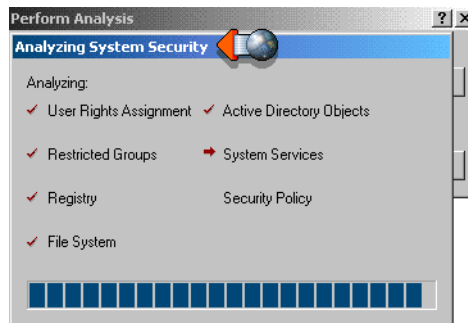 Perform Analysis
Analyzing System Security
Analyzing:
User Rights Assignment
Active Directory Objects
Restricted Groups
System Services
Registry
Security Policy
File System